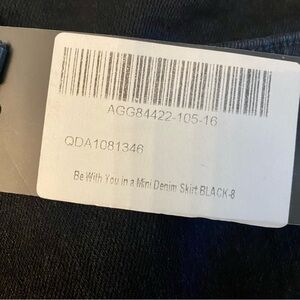 AGG84422-105-16
QDA1081346
Be With You in a Mini Denim Skirt BLACK-8